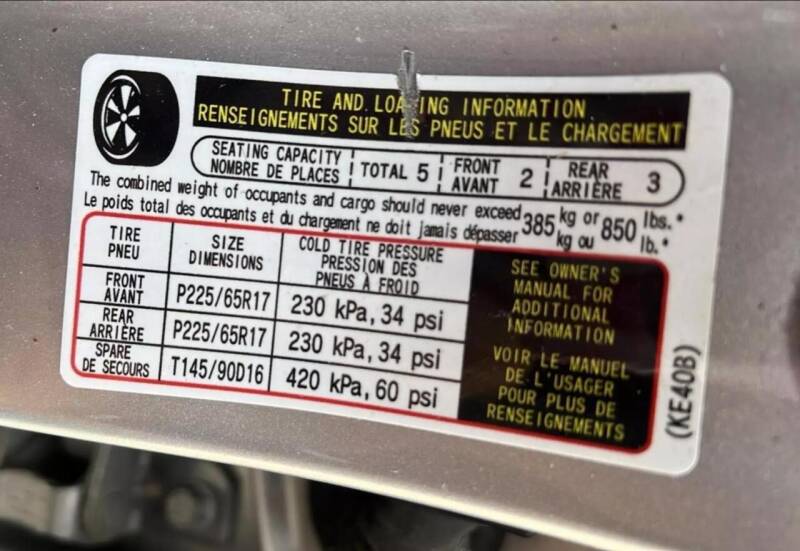 TIRE AND LOADING INFORMATION
RENSEIGNEMENTS SUR LES PNEUS ET LE CHARGEMENT
SEATING CAPACITY
NOMBRE DE PLACES
TOTAL 5
FRONT
AVANT
2
REAR
ARRIÈRE
3
The combined weight of occupants and cargo should never exceed 385 kg or 850 lbs.*
Le poids total des occupants et du chargement ne doit jamais dépasser 385 kg ou 850 lb.*
TIRE
PNEU
SIZE
DIMENSIONS
COLD TIRE PRESSURE
PRESSION DES
PNEUS À FROID
FRONT
AVANT
P225/65R17
230 kPa, 34 psi
REAR
ARRIÈRE
P225/65R17
230 kPa, 34 psi
SPARE
DE SECOURS
T145/90D16
420 kPa, 60 psi
SEE OWNER'S
MANUAL FOR
ADDITIONAL
INFORMATION
VOIR LE MANUEL
DE L'USAGER
POUR PLUS DE
RENSEIGNEMENTS
(KE40B)